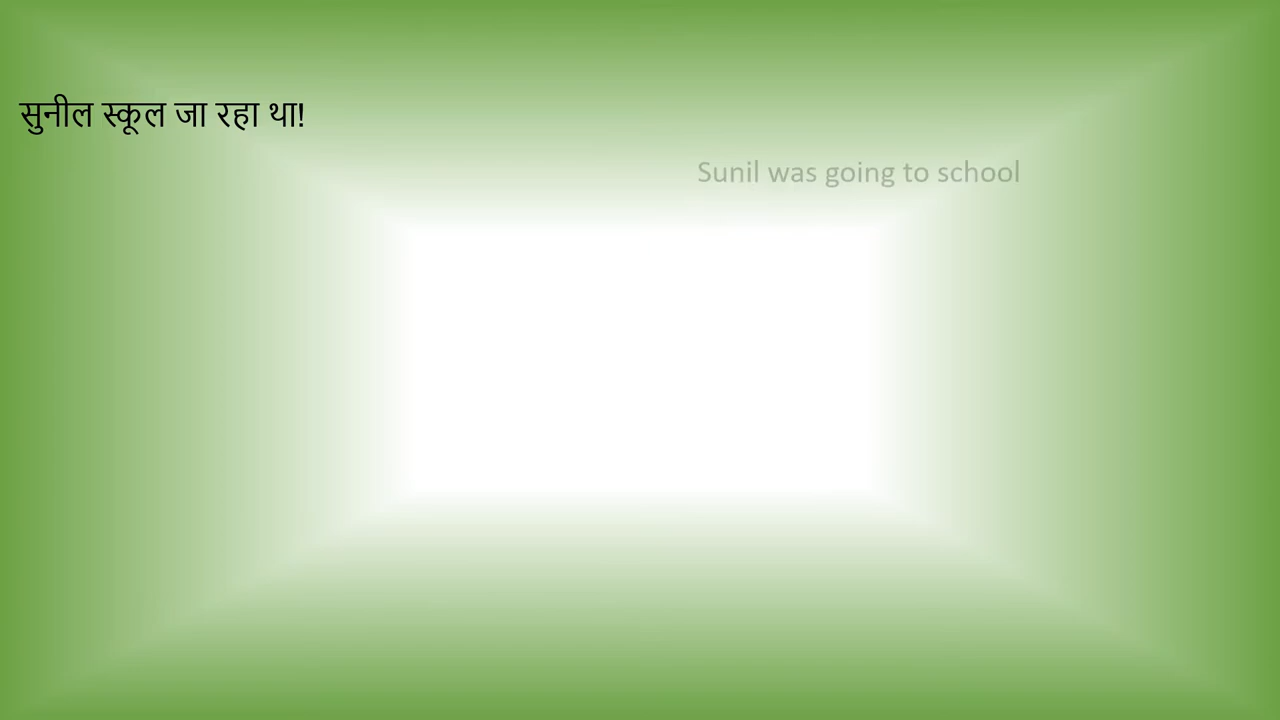 सुनील स्कूल जा रहा था!
Sunil was going to school